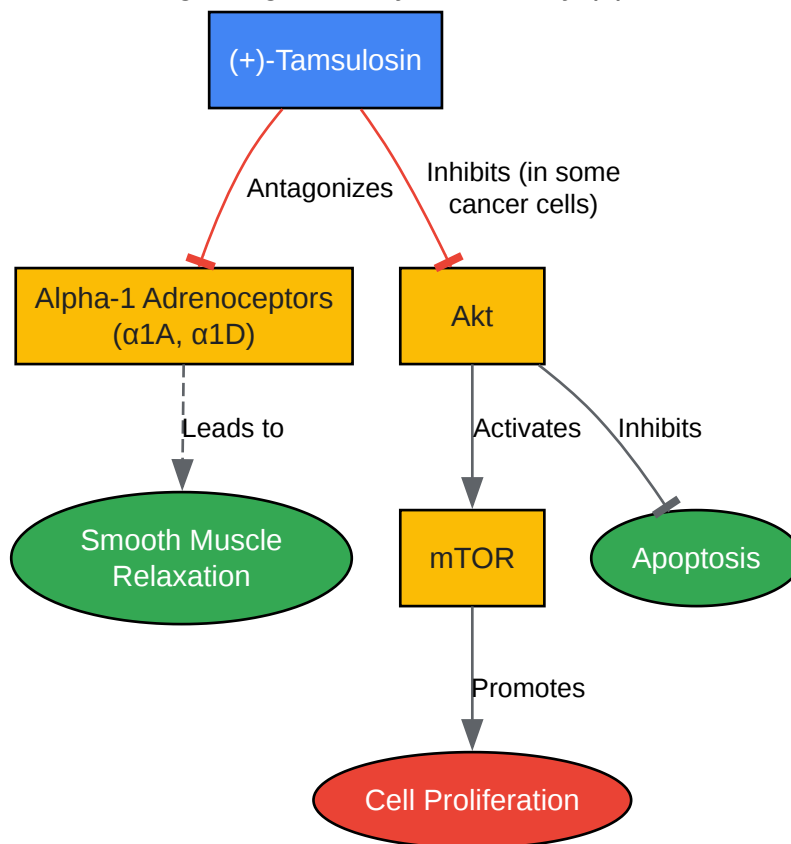 (+)-Tamsulosin
Antagonizes
Inhibits (in some
cancer cells)
Alpha-1 Adrenoceptors
(α1A, α1D)
Akt
Leads to
Activates
Inhibits
Smooth Muscle
Relaxation
mTOR
Apoptosis
Promotes
Cell Proliferation